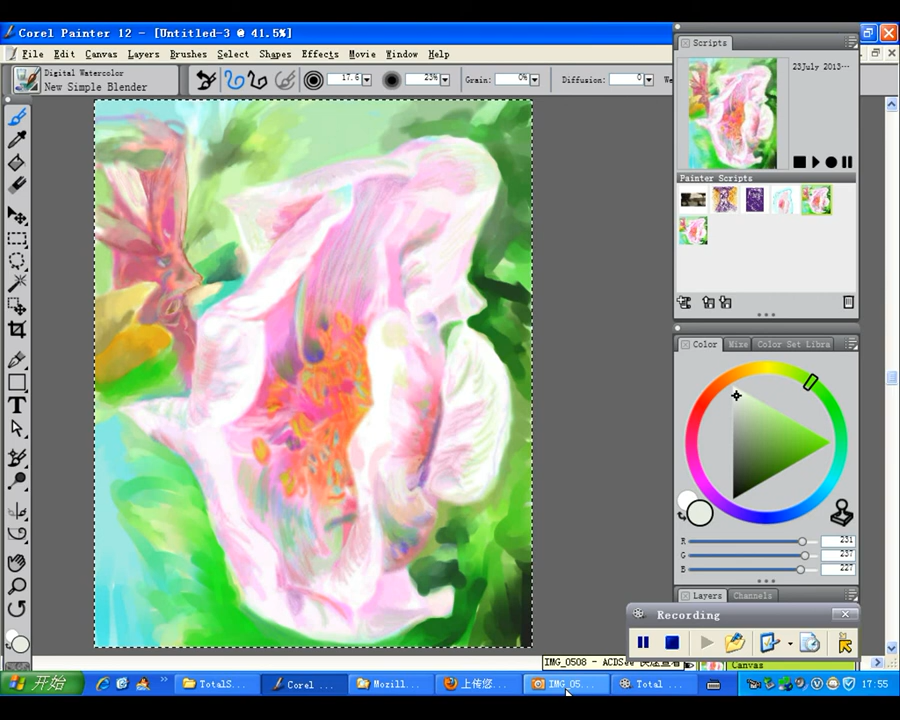 Corel Painter 12 - [Untitled-3 @ 41.5%]
File Edit Canvas Layers Brushes Select Shapes Effects Movie Window Help
Digital Watercolor
New Simple Blender
17.6
23%
Grain: 0%
Diffusion: 0
Scripts
23July 2013…
Painter Scripts
Color
Mixe
Color Set Libra
R 231
G 237
B 227
Layers Channels
Recording
IMG_0508 - ACDSee
Canvas
开始
TotalS...
Corel ...
Mozill...
上传您...
IMG_05...
Total ...
17:55